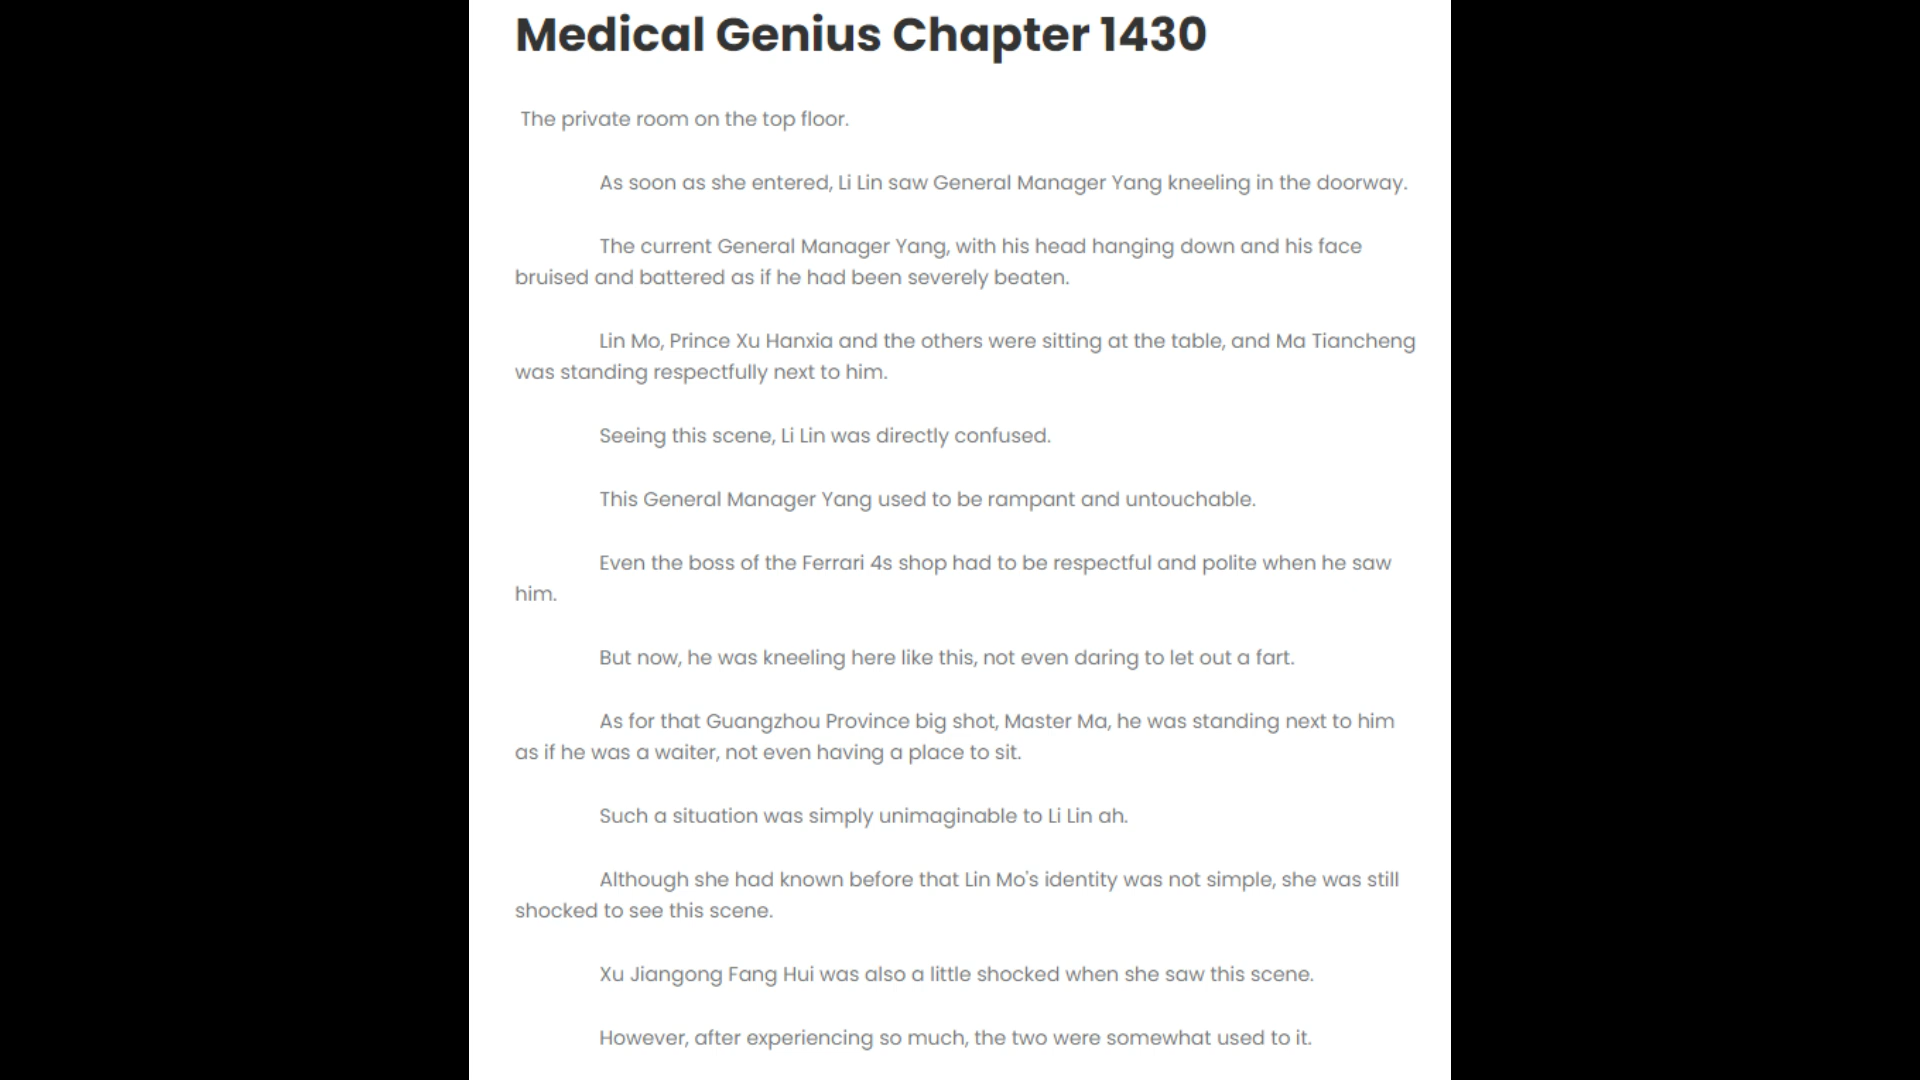 Medical Genius Chapter 1430
The private room on the top floor.
As soon as she entered, Li Lin saw General Manager Yang kneeling in the doorway.
The current General Manager Yang, with his head hanging down and his face
bruised and battered as if he had been severely beaten.
Lin Mo, Prince Xu Hanxia and the others were sitting at the table, and Ma Tiancheng
was standing respectfully next to him.
Seeing this scene, Li Lin was directly confused.
This General Manager Yang used to be rampant and untouchable.
Even the boss of the Ferrari 4s shop had to be respectful and polite when he saw
him.
But now, he was kneeling here like this, not even daring to let out a fart.
As for that Guangzhou Province big shot, Master Ma, he was standing next to him
as if he was a waiter, not even having a place to sit.
Such a situation was simply unimaginable to Li Lin ah.
Although she had known before that Lin Mo's identity was not simple, she was still
shocked to see this scene.
Xu Jiangong Fang Hui was also a little shocked when she saw this scene.
However, after experiencing so much, the two were somewhat used to it.